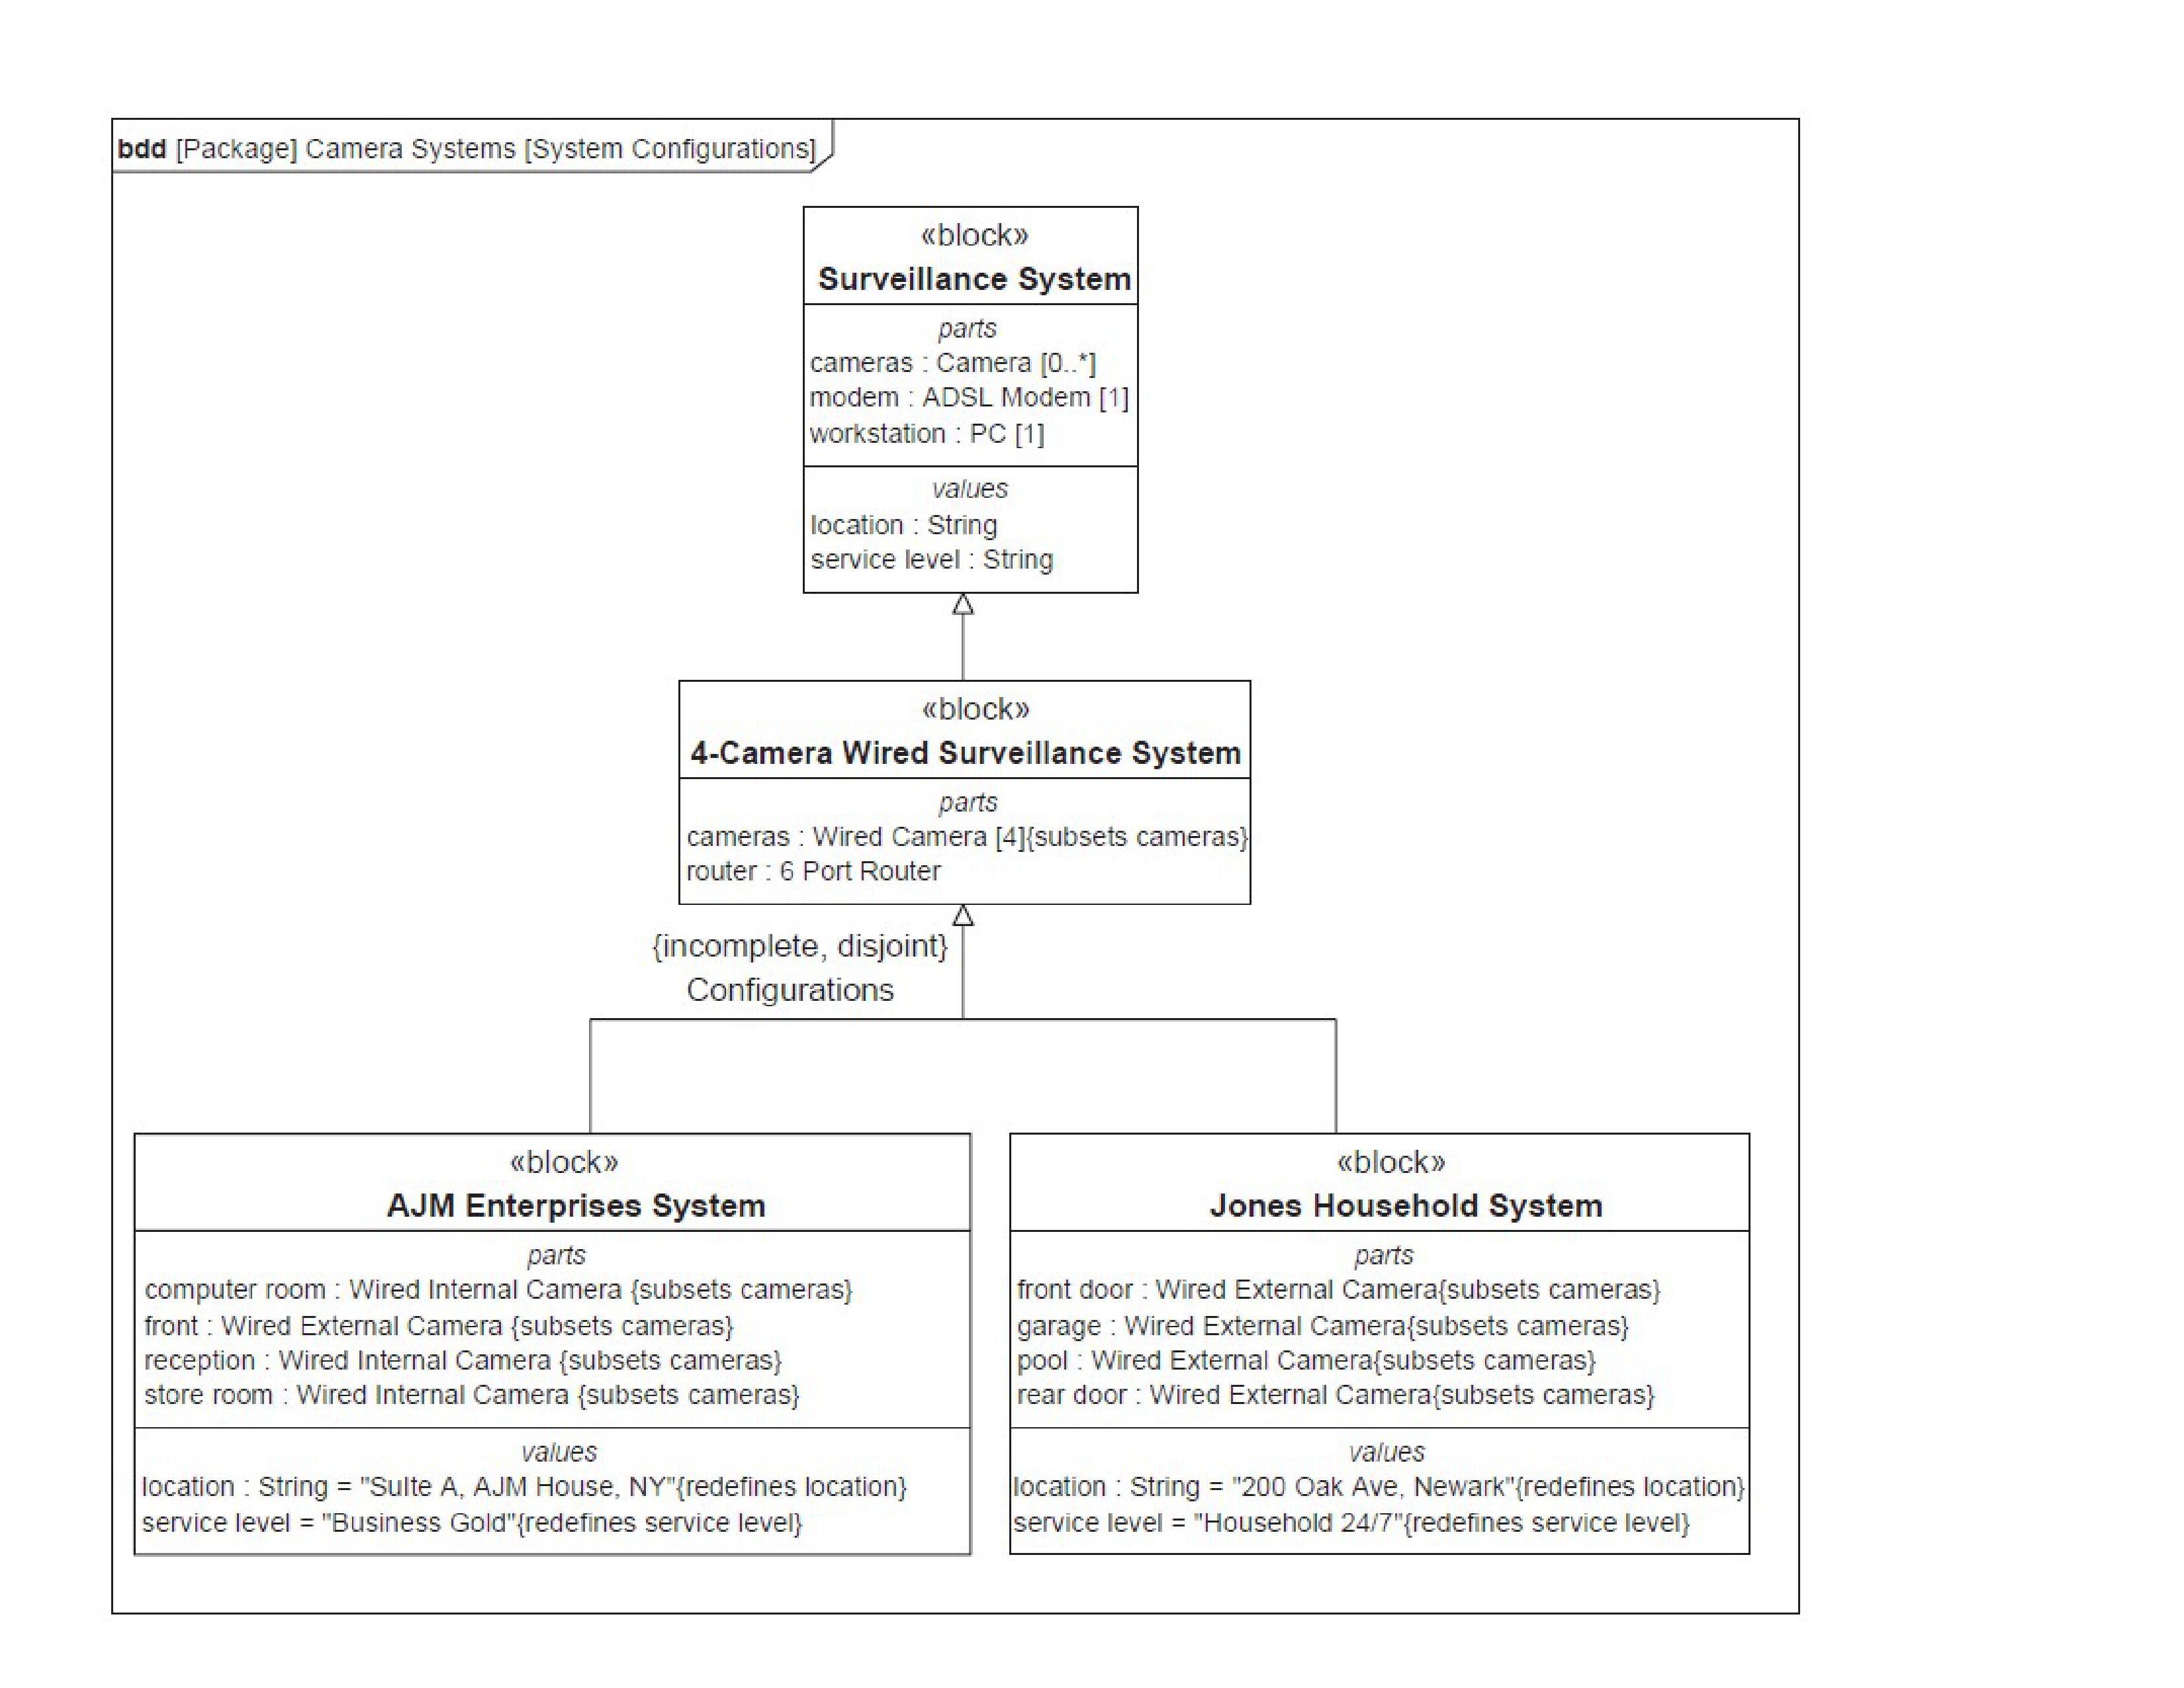 bdd [Package] Camera Systems [System Configurations]
«block»
Surveillance System
parts
cameras : Camera [0..*]
modem : ADSL Modem [1]
workstation : PC [1]
values
location : String
service level : String
«block»
4-Camera Wired Surveillance System
parts
cameras : Wired Camera [4]{subsets cameras}
router : 6 Port Router
{incomplete, disjoint}
Configurations
«block»
AJM Enterprises System
parts
computer room : Wired Internal Camera {subsets cameras}
front : Wired External Camera {subsets cameras}
reception : Wired Internal Camera {subsets cameras}
store room : Wired Internal Camera {subsets cameras}
values
location : String = "Suite A, AJM House, NY"{redefines location}
service level = "Business Gold"{redefines service level}
«block»
Jones Household System
parts
front door : Wired External Camera{subsets cameras}
garage : Wired External Camera{subsets cameras}
pool : Wired External Camera{subsets cameras}
rear door : Wired External Camera{subsets cameras}
values
location : String = "200 Oak Ave, Newark"{redefines location}
service level = "Household 24/7"{redefines service level}